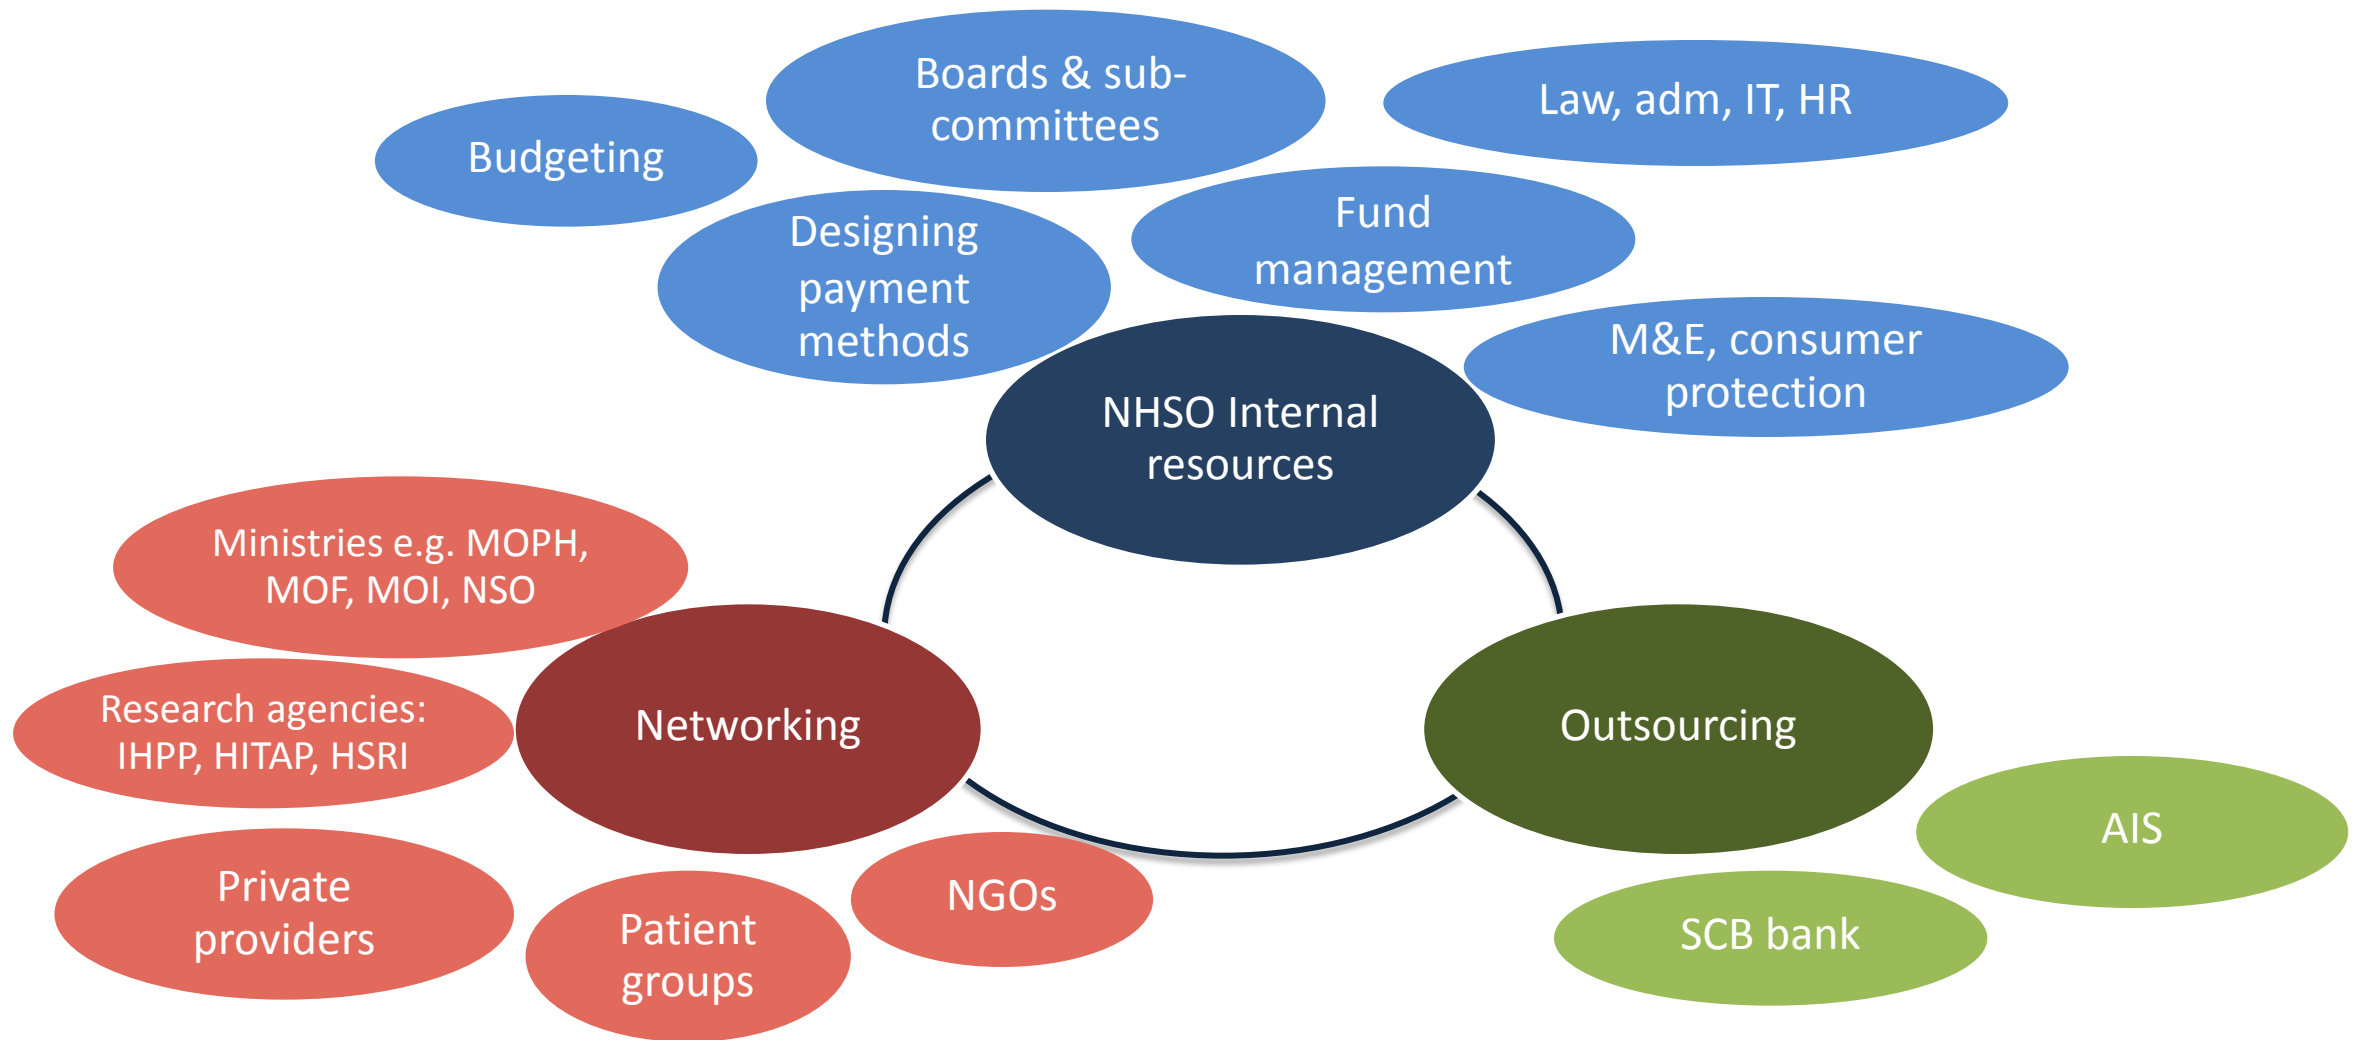 Boards & sub-
committees
Law, adm, IT, HR
Budgeting
Designing
payment
methods
Fund
management
M&E, consumer
protection
NHSO Internal
resources
Ministries e.g. MOPH,
MOF, MOI, NSO
Research agencies:
IHPP, HITAP, HSRI
Networking
Outsourcing
Private
providers
Patient
groups
NGOs
AIS
SCB bank